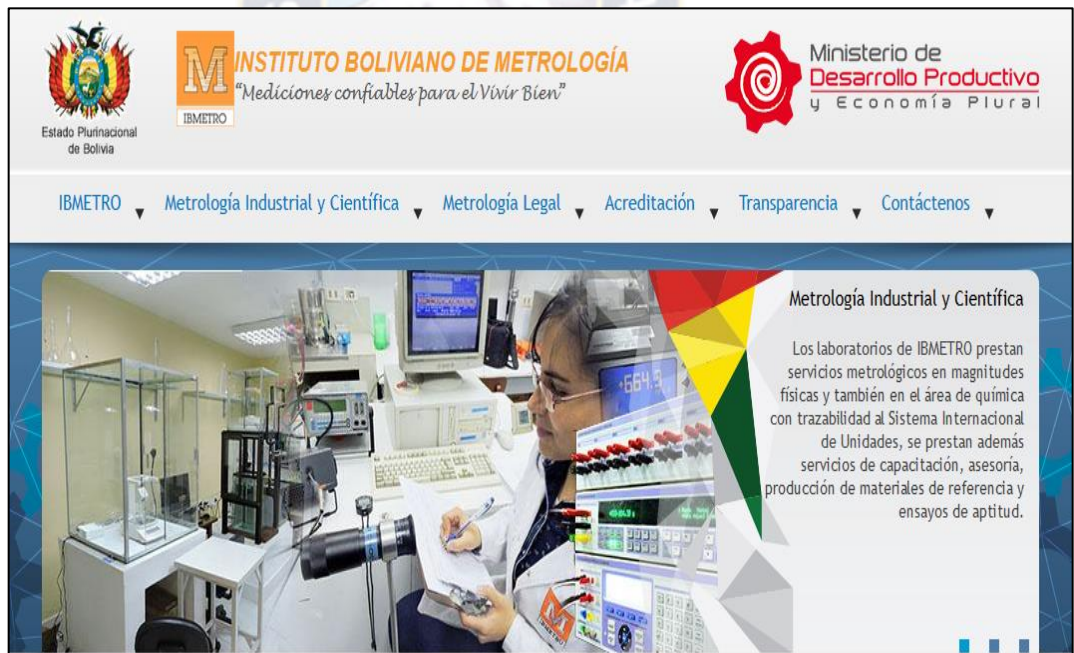 Estado Plurinacional
de Bolivia
M
IBMETRO
INSTITUTO BOLIVIANO DE METROLOGÍA
"Mediciones confiables para el Vivir Bien"
Ministerio de
Desarrollo Productivo
y Economía Plural
IBMETRO
Metrología Industrial y Científica
Metrología Legal
Acreditación
Transparencia
Contáctenos
Metrología Industrial y Científica
Los laboratorios de IBMETRO prestan
servicios metrológicos en magnitudes
físicas y también en el área de química
con trazabilidad al Sistema Internacional
de Unidades, se prestan además
servicios de capacitación, asesoría,
producción de materiales de referencia y
ensayos de aptitud.
M
IBMETRO